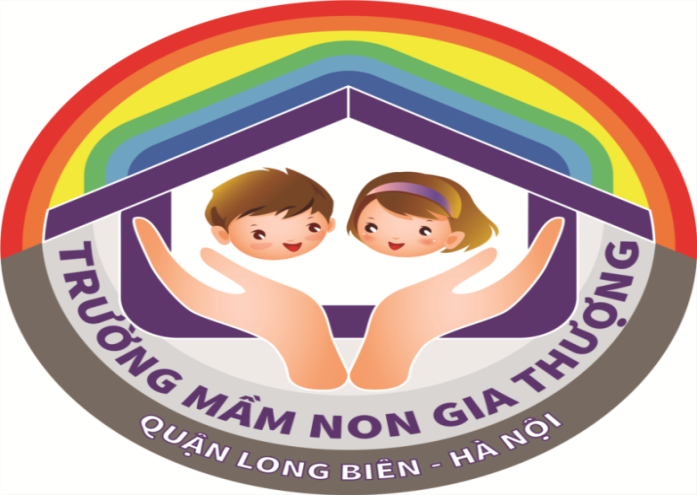 TRƯỜNG MẦM NON GIA THƯỢNG
QUẬN LONG BIÊN - HÀ NỘI